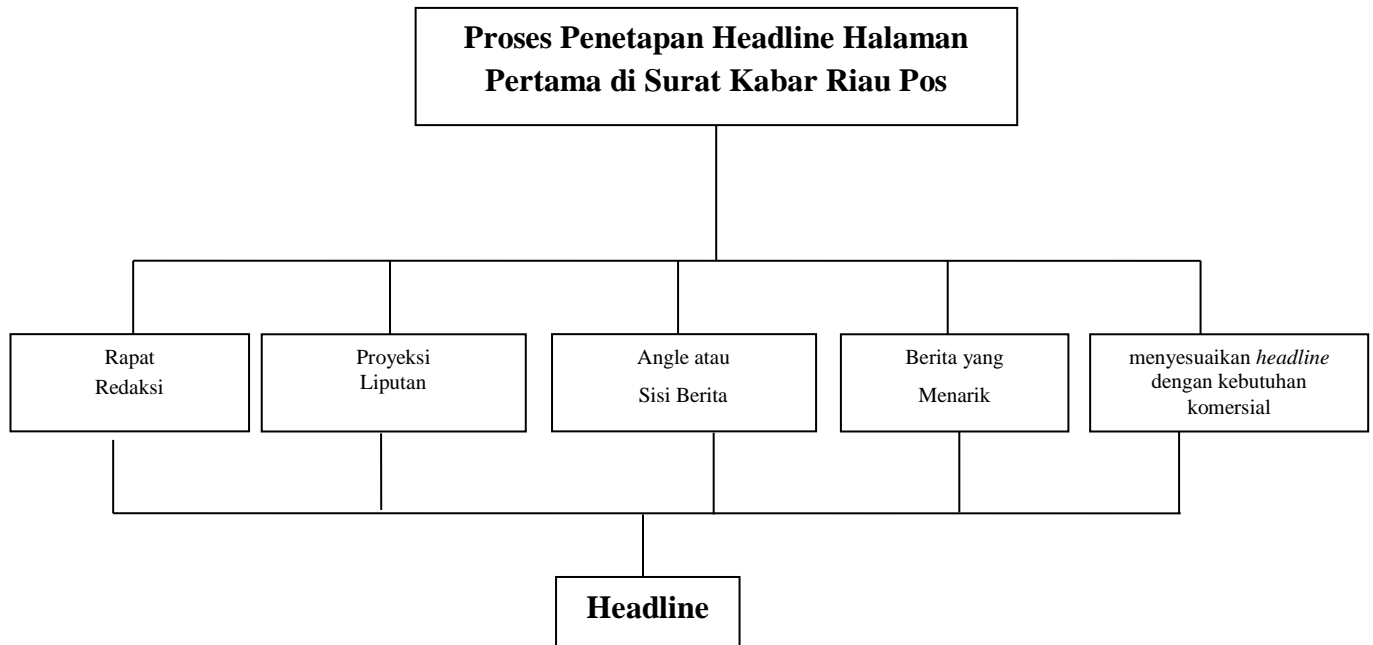 Proses Penetapan Headline Halaman
Pertama di Surat Kabar Riau Pos
Rapat
Redaksi
Proyeksi
Liputan
Angle atau
Sisi Berita
Berita yang
Menarik
menyesuaikan headline
dengan kebutuhan
komersial
Headline